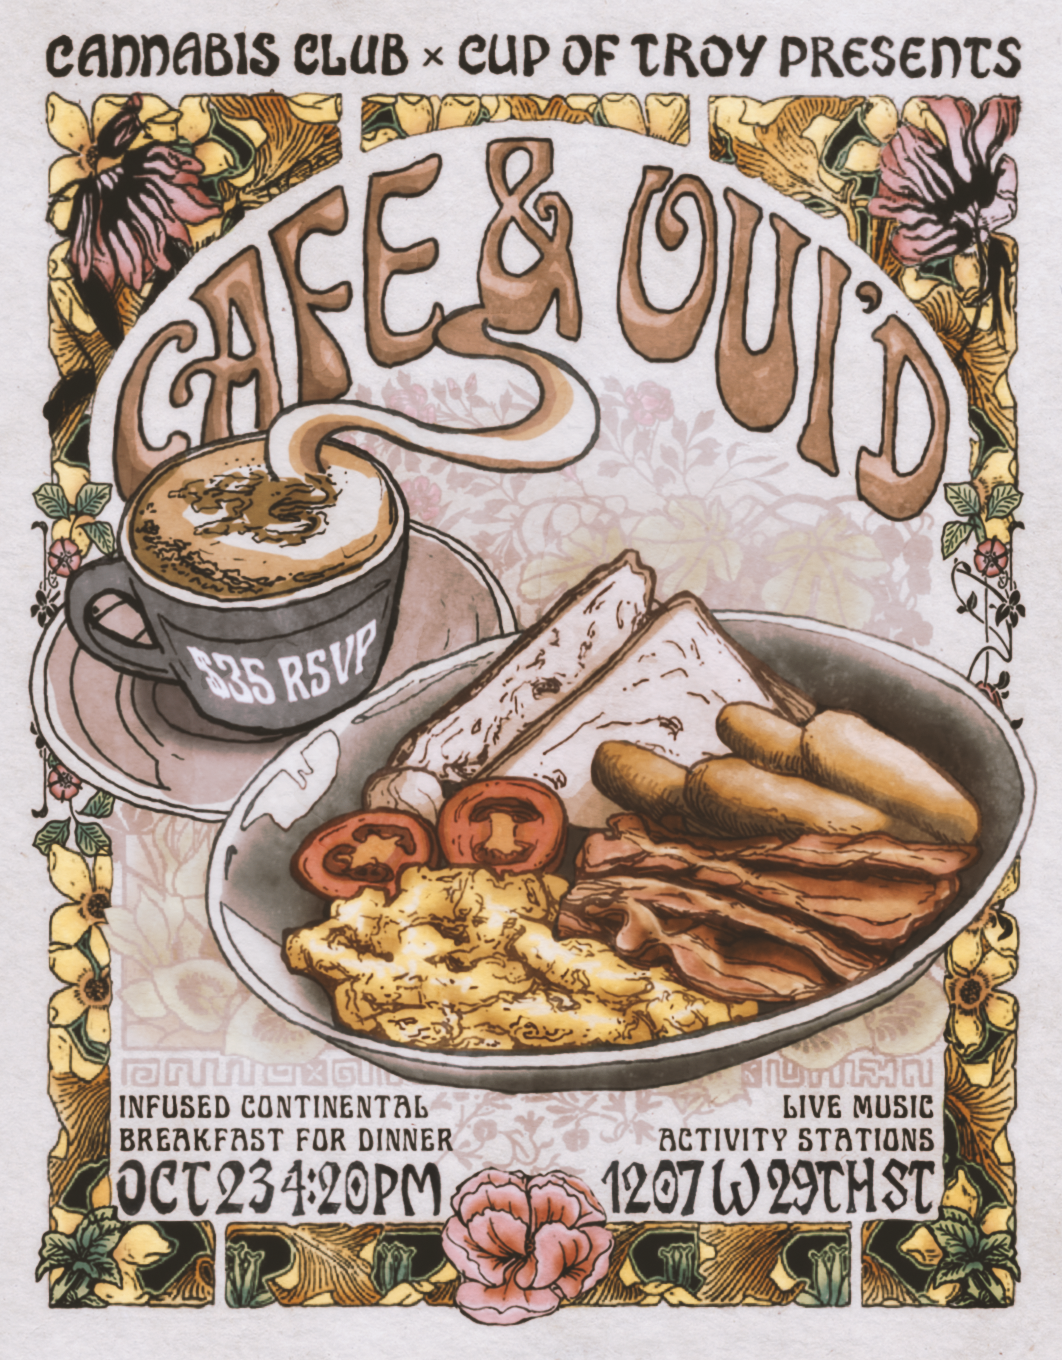 CANNABIS CLUB × CUP OF TROY PRESENTS
CAFE & OUI'D
$35 RSVP
INFUSED CONTINENTAL
BREAKFAST FOR DINNER
OCT 23 4:20PM
LIVE MUSIC
ACTIVITY STATIONS
1207 W 29TH ST